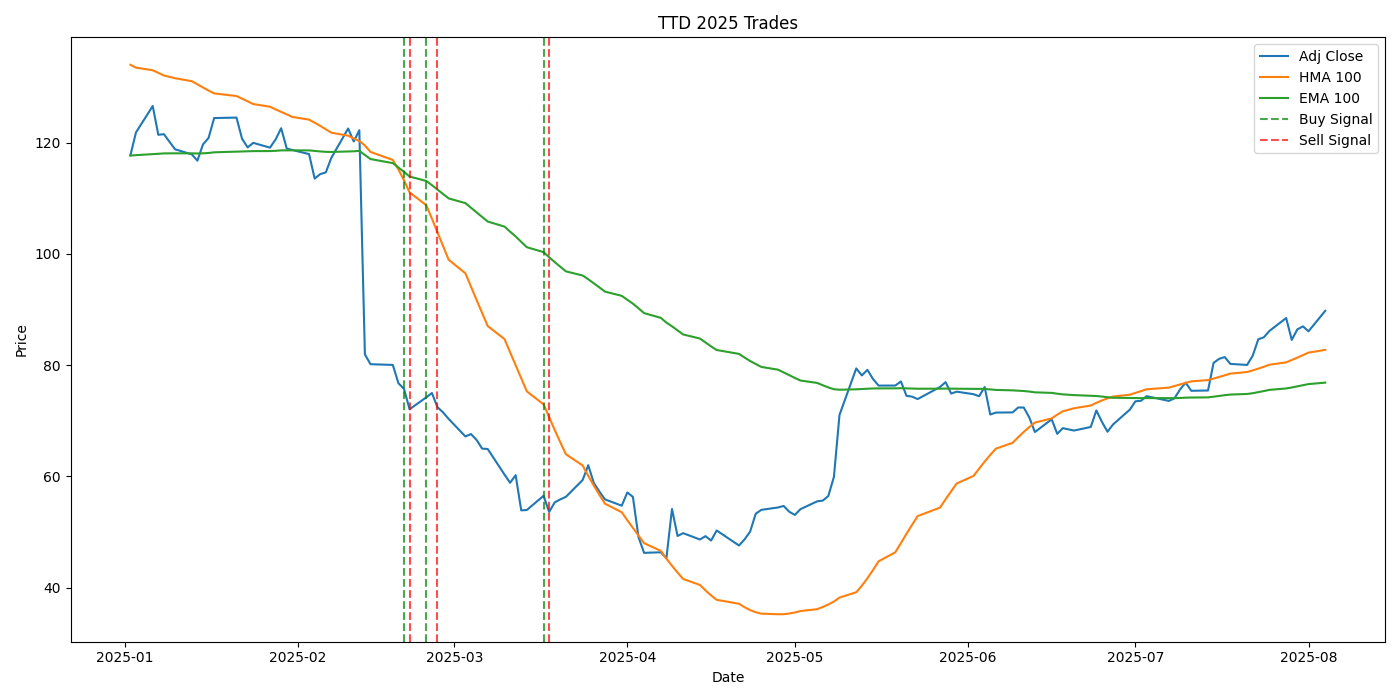 TTD 2025 Trades
Adj Close
HMA 100
EMA 100
Buy Signal
Sell Signal
Price
120
100
80
60
40
2025-01
2025-02
2025-03
2025-04
2025-05
2025-06
2025-07
2025-08
Date